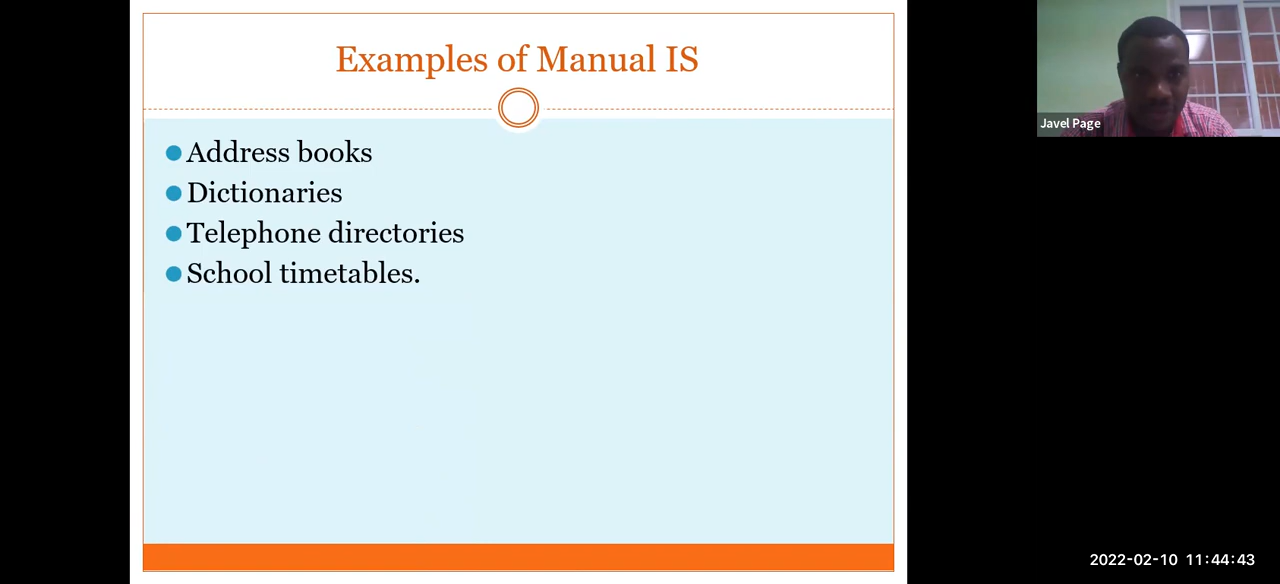 Examples of Manual IS
Address books
Dictionaries
Telephone directories
School timetables.
Javel Page
2022-02-10 11:44:43